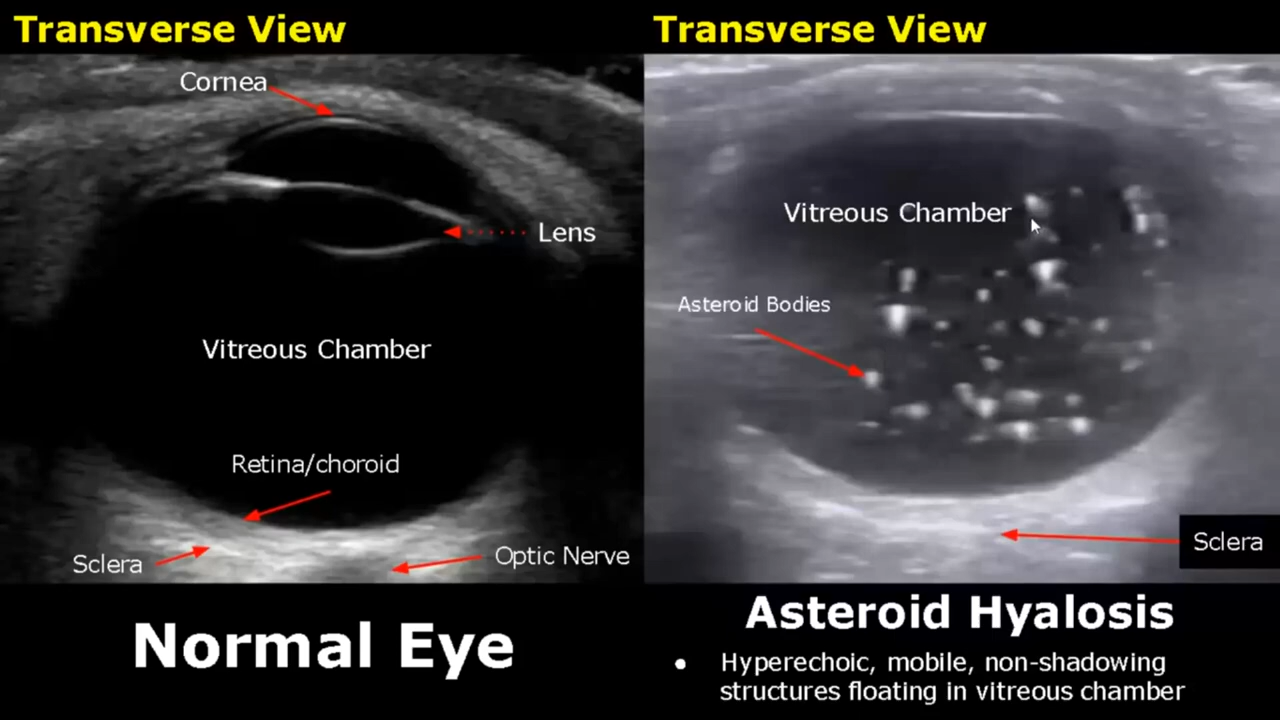 Transverse View
Cornea
Lens
Vitreous Chamber
Retina/choroid
Sclera
Optic Nerve
Normal Eye
Transverse View
Vitreous Chamber
Asteroid Bodies
Sclera
Asteroid Hyalosis
• Hyperechoic, mobile, non-shadowing
structures floating in vitreous chamber